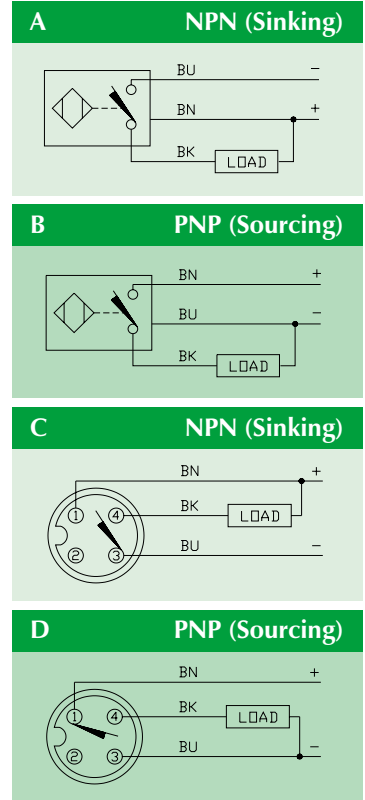 A NPN (Sinking)
BU −
BN +
BK LOAD
B PNP (Sourcing)
BN +
BU −
BK LOAD
C NPN (Sinking)
BN +
BK LOAD
1 4
BU −
2 3
D PNP (Sourcing)
BN +
BK LOAD
1 4
BU −
2 3